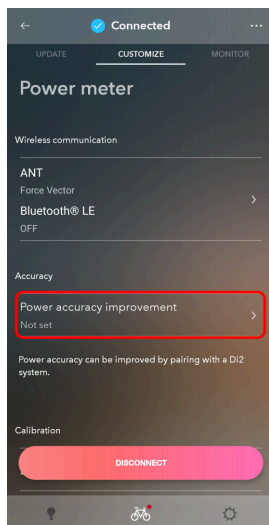 Connected
UPDATE CUSTOMIZE MONITOR
Power meter
Wireless communication
ANT
Force Vector
Bluetooth® LE
OFF
Accuracy
Power accuracy improvement
Not set
Power accuracy can be improved by pairing with a Di2
system.
Calibration
DISCONNECT